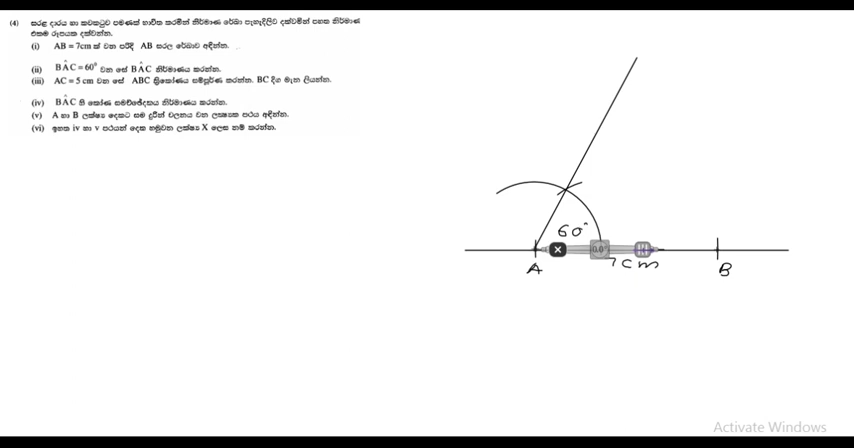 (4) සරල දාරය හා කවකටුව පමණක් භාවිත කරමින් නිර්මාණ රේඛා පැහැදිලිව දක්වමින් පහත නිර්මාණ
එකම රූපයක දක්වන්න.
(i) AB = 7cm ක් වන පරිදි AB සරල රේඛාව අඳින්න.
(ii) BÂC = 60° වන සේ BÂC නිර්මාණය කරන්න.
(iii) AC = 5 cm වන සේ ABC ත්‍රිකෝණය සම්පූර්ණ කරන්න. BC දිග මැන ලියන්න.
(iv) BÂC හි කෝණ සමච්ඡේදකය නිර්මාණය කරන්න.
(v) A හා B ලක්ෂ්‍ය දෙකට සම දුරින් චලනය වන ලක්‍ෂ්‍යක පථය අඳින්න.
(vi) ඉහත iv හා v පථයන් දෙක හමුවන ලක්ෂ්‍ය X ලෙස නම් කරන්න.
60°
0.0°
A
7cm
B
Activate Windows